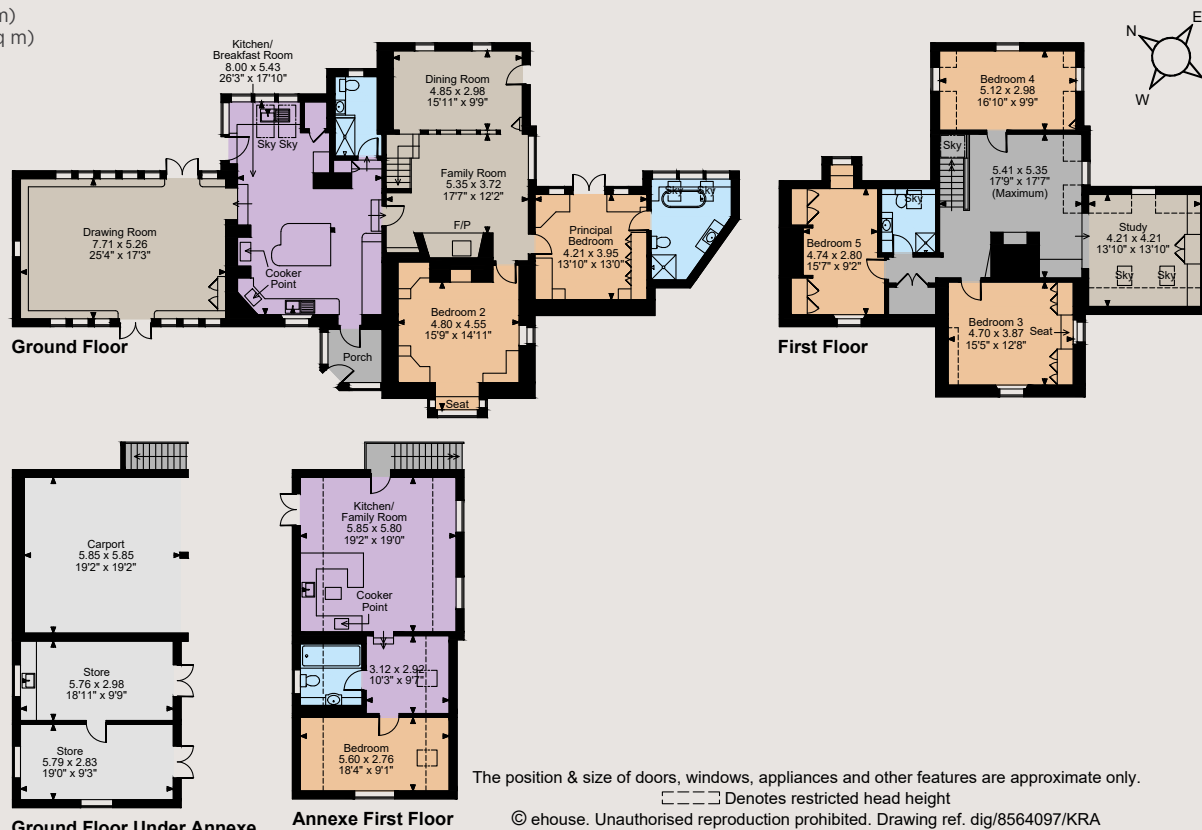 m)
q m)
N
E
W
Kitchen/
Breakfast Room
8.00 x 5.43
26'3" x 17'10"
Sky Sky
Dining Room
4.85 x 2.98
15'11" x 9'9"
Family Room
5.35 x 3.72
17'7" x 12'2"
F/P
Drawing Room
7.71 x 5.26
25'4" x 17'3"
Cooker
Point
Principal
Bedroom
4.21 x 3.95
13'10" x 13'0"
Sky
Sky
Bedroom 2
4.80 x 4.55
15'9" x 14'11"
Seat
Porch
Ground Floor
Bedroom 4
5.12 x 2.98
16'10" x 9'9"
Sky
5.41 x 5.35
17'9" x 17'7"
(Maximum)
Sky
Bedroom 5
4.74 x 2.80
15'7" x 9'2"
Study
4.21 x 4.21
13'10" x 13'10"
Sky
Sky
Bedroom 3
4.70 x 3.87
15'5" x 12'8"
Seat
First Floor
Carport
5.85 x 5.85
19'2" x 19'2"
Store
5.76 x 2.98
18'11" x 9'9"
Store
5.79 x 2.83
19'0" x 9'3"
Ground Floor Under Annexe
Kitchen/
Family Room
5.85 x 5.80
19'2" x 19'0"
Cooker
Point
3.12 x 2.92
10'3" x 9'7"
Bedroom
5.60 x 2.76
18'4" x 9'1"
Annexe First Floor
The position & size of doors, windows, appliances and other features are approximate only.
Denotes restricted head height
© ehouse. Unauthorised reproduction prohibited. Drawing ref. dig/8564097/KRA